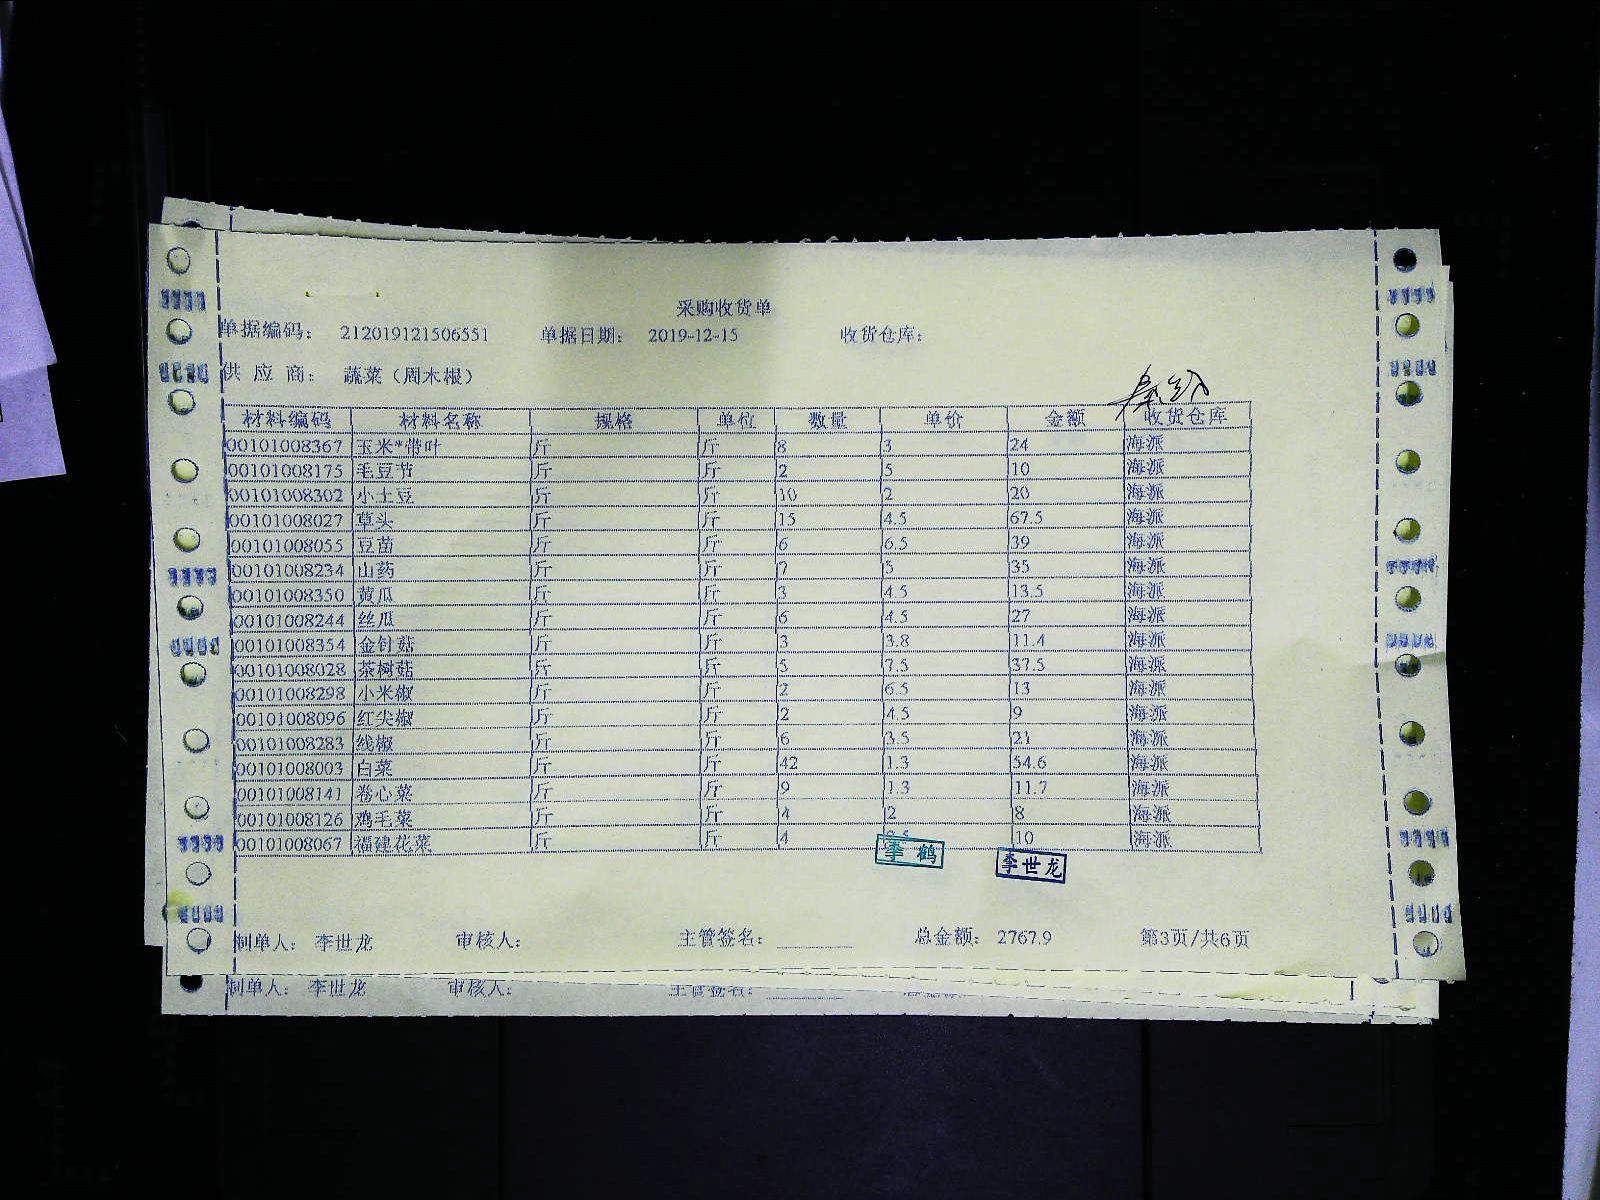 采购收货单
单据编码： 212019121506551 单据日期： 2019-12-15 收货仓库：
供 应 商： 蔬菜（周木根）
材料编码 材料名称 规格 单位 数量 单价 金额 收货仓库
00101008367 玉米*带叶 斤 斤 8 3 24 海派
00101008175 毛豆节 斤 斤 2 5 10 海派
00101008302 小土豆 斤 斤 10 2 20 海派
00101008027 草头 斤 斤 15 4.5 67.5 海派
00101008055 豆苗 斤 斤 6 6.5 39 海派
00101008234 山药 斤 斤 7 5 35 海派
00101008350 黄瓜 斤 斤 3 4.5 13.5 海派
00101008244 丝瓜 斤 斤 6 4.5 27 海派
00101008354 金针菇 斤 斤 3 3.8 11.4 海派
00101008028 茶树菇 斤 斤 5 7.5 37.5 海派
00101008298 小米椒 斤 斤 2 6.5 13 海派
00101008096 红尖椒 斤 斤 2 4.5 9 海派
00101008283 线椒 斤 斤 6 3.5 21 海派
00101008003 白菜 斤 斤 42 1.3 54.6 海派
00101008141 卷心菜 斤 斤 9 1.3 11.7 海派
00101008126 鸡毛菜 斤 斤 4 2 8 海派
00101008067 福建花菜 斤 斤 4 2.5 10 海派
李鹤 李世龙
制单人： 李世龙 审核人： 主管签名： 总金额： 2767.9 第3页/共6页
制单人： 李世龙 审核人： 主管签名：